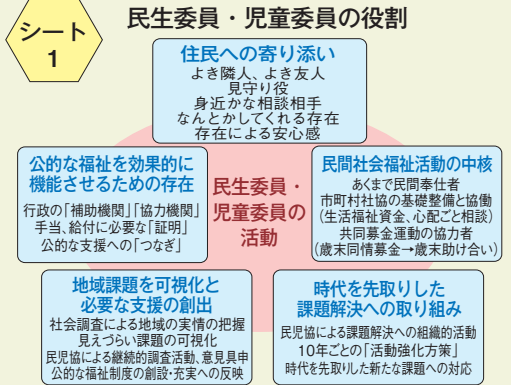 シート
1
民生委員・児童委員の役割
住民への寄り添い
よき隣人、よき友人
見守り役
身近かな相談相手
なんとかしてくれる存在
存在による安心感
公的な福祉を効果的に
機能させるための存在
行政の「補助機関」「協力機関」
手当、給付に必要な「証明」
公的な支援への「つなぎ」
民生委員・
児童委員の
活動
民間社会福祉活動の中核
あくまで民間奉仕者
市町村社協の基礎整備と協働
(生活福祉資金、心配ごと相談)
共同募金運動の協力者
(歳末同情募金→歳末助け合い)
地域課題を可視化と
必要な支援の創出
社会調査による地域の実情の把握
見えづらい課題の可視化
民児協による継続的調査活動、意見具申
公的な福祉制度の創設・充実への反映
時代を先取りした
課題解決への取り組み
民児協による課題解決への組織的活動
10年ごとの「活動強化方策」
時代を先取りした新たな課題への対応